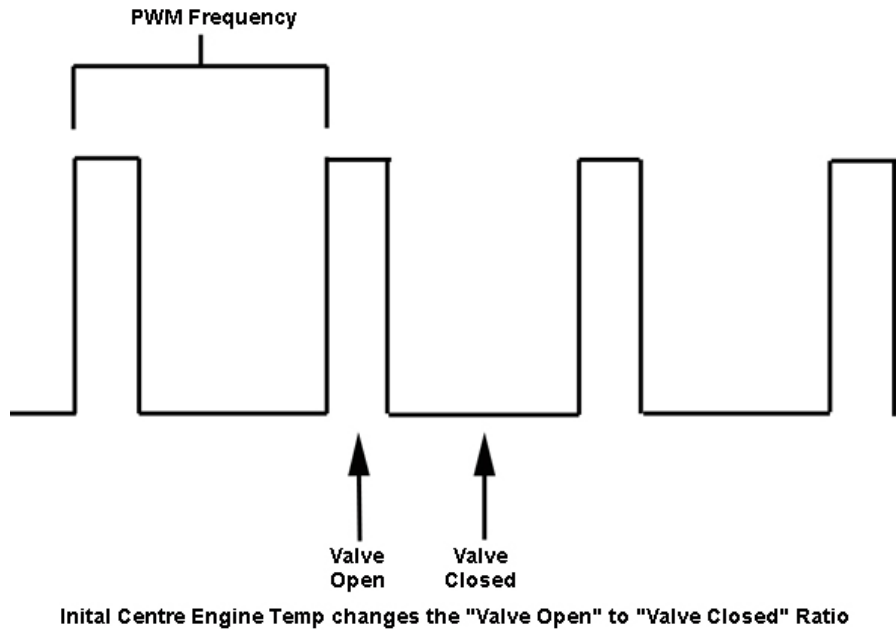 PWM Frequency
Valve
Open
Valve
Closed
Inital Centre Engine Temp changes the "Valve Open" to "Valve Closed" Ratio